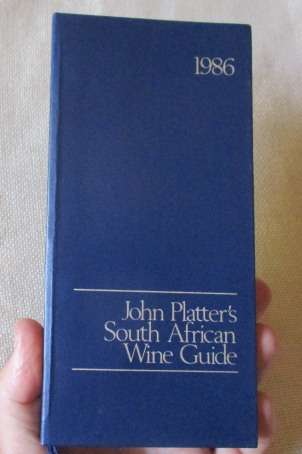 1986
John Platter's
South African
Wine Guide